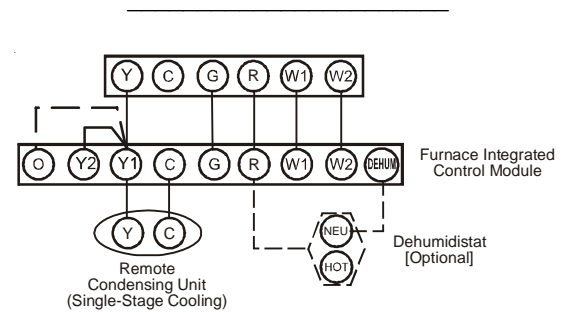 Y C G R W1 W2
O Y2 Y1 C G R W1 W2 DEHUM
Furnace Integrated
Control Module
Y C
NEU
HOT
Dehumidistat
[Optional]
Remote
Condensing Unit
(Single-Stage Cooling)